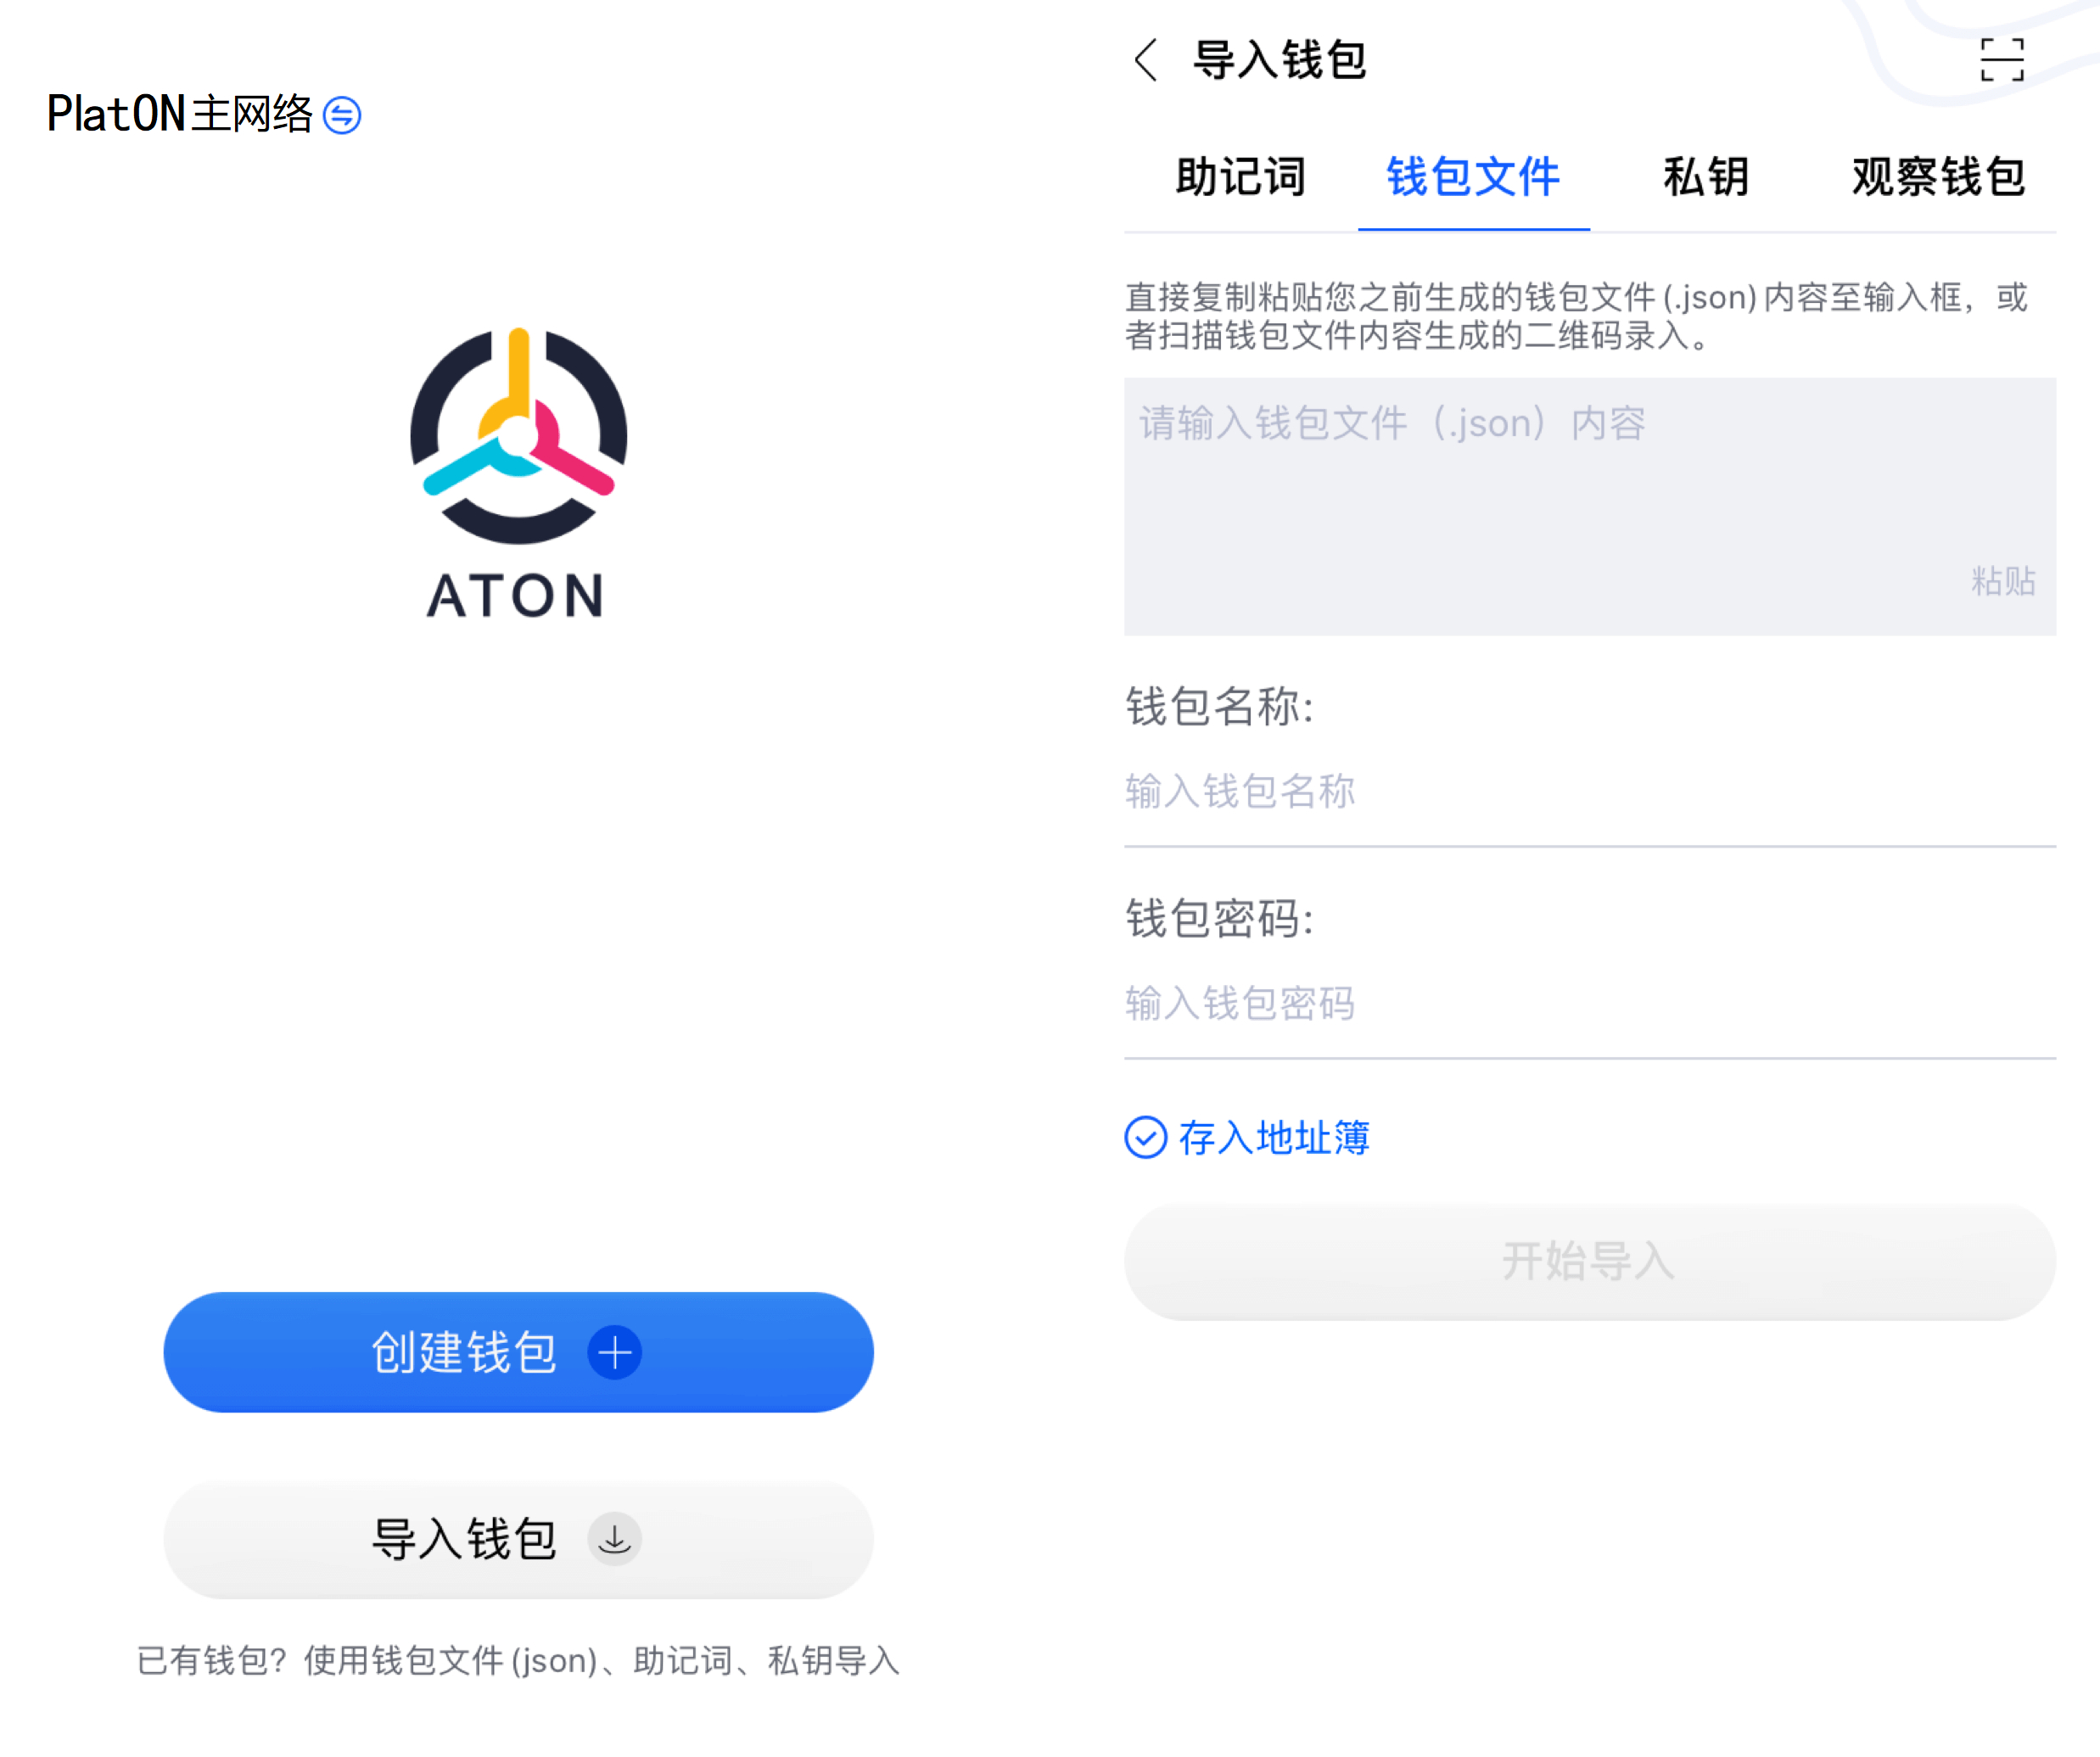 PlatON主网络
ATON
创建钱包
导入钱包
已有钱包？使用钱包文件(json)、助记词、私钥导入
导入钱包
助记词 钱包文件 私钥 观察钱包
直接复制粘贴您之前生成的钱包文件(.json)内容至输入框，或
者扫描钱包文件内容生成的二维码录入。
请输入钱包文件（.json）内容
粘贴
钱包名称:
输入钱包名称
钱包密码:
输入钱包密码
存入地址簿
开始导入